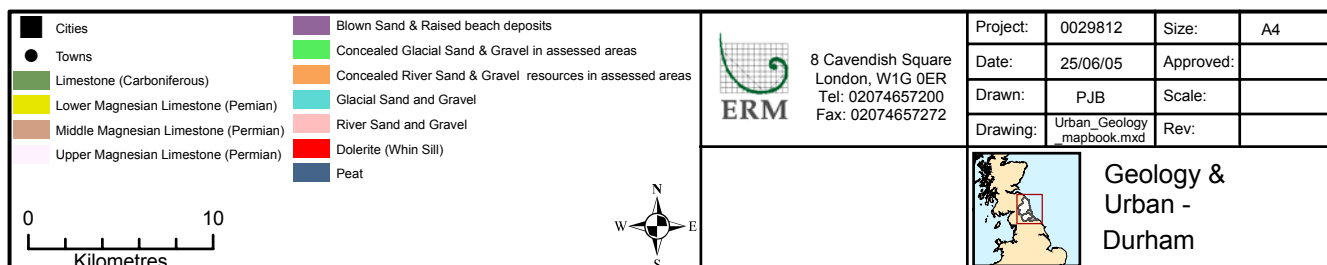 Cities
Towns
Limestone (Carboniferous)
Lower Magnesian Limestone (Pemian)
Middle Magnesian Limestone (Permian)
Upper Magnesian Limestone (Permian)
Blown Sand & Raised beach deposits
Concealed Glacial Sand & Gravel in assessed areas
Concealed River Sand & Gravel resources in assessed areas
Glacial Sand and Gravel
River Sand and Gravel
Dolerite (Whin Sill)
Peat
0 10
Kilometres
N
W E
S
ERM
8 Cavendish Square
London, W1G 0ER
Tel: 02074657200
Fax: 02074657272
Project: 0029812 Size: A4
Date: 25/06/05 Approved:
Drawn: PJB Scale:
Drawing: Urban_Geology
_mapbook.mxd Rev:
Geology &
Urban -
Durham